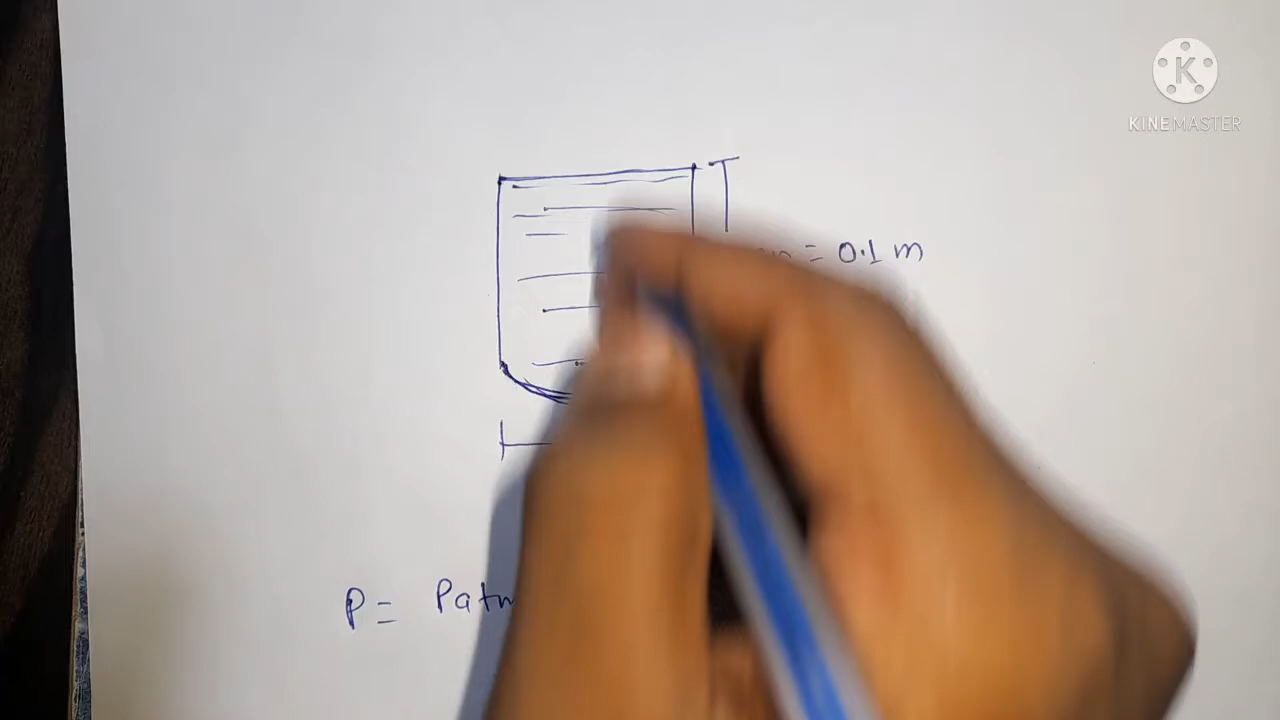 K
KINEMASTER
= 0.1 m
P = Patm